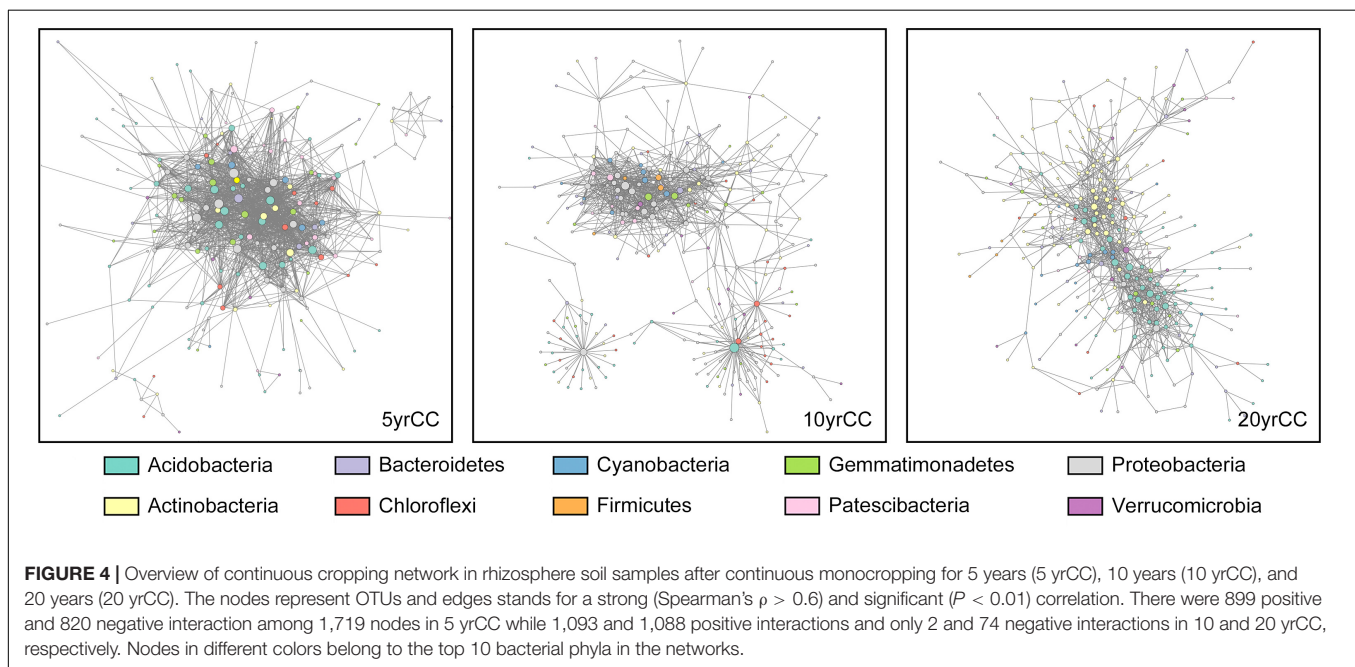 5yrCC
10yrCC
20yrCC
Acidobacteria Bacteroidetes Cyanobacteria Gemmatimonadetes Proteobacteria
Actinobacteria Chloroflexi Firmicutes Patescibacteria Verrucomicrobia
FIGURE 4 | Overview of continuous cropping network in rhizosphere soil samples after continuous monocropping for 5 years (5 yrCC), 10 years (10 yrCC), and
20 years (20 yrCC). The nodes represent OTUs and edges stands for a strong (Spearman's ρ > 0.6) and significant (P < 0.01) correlation. There were 899 positive
and 820 negative interaction among 1,719 nodes in 5 yrCC while 1,093 and 1,088 positive interactions and only 2 and 74 negative interactions in 10 and 20 yrCC,
respectively. Nodes in different colors belong to the top 10 bacterial phyla in the networks.